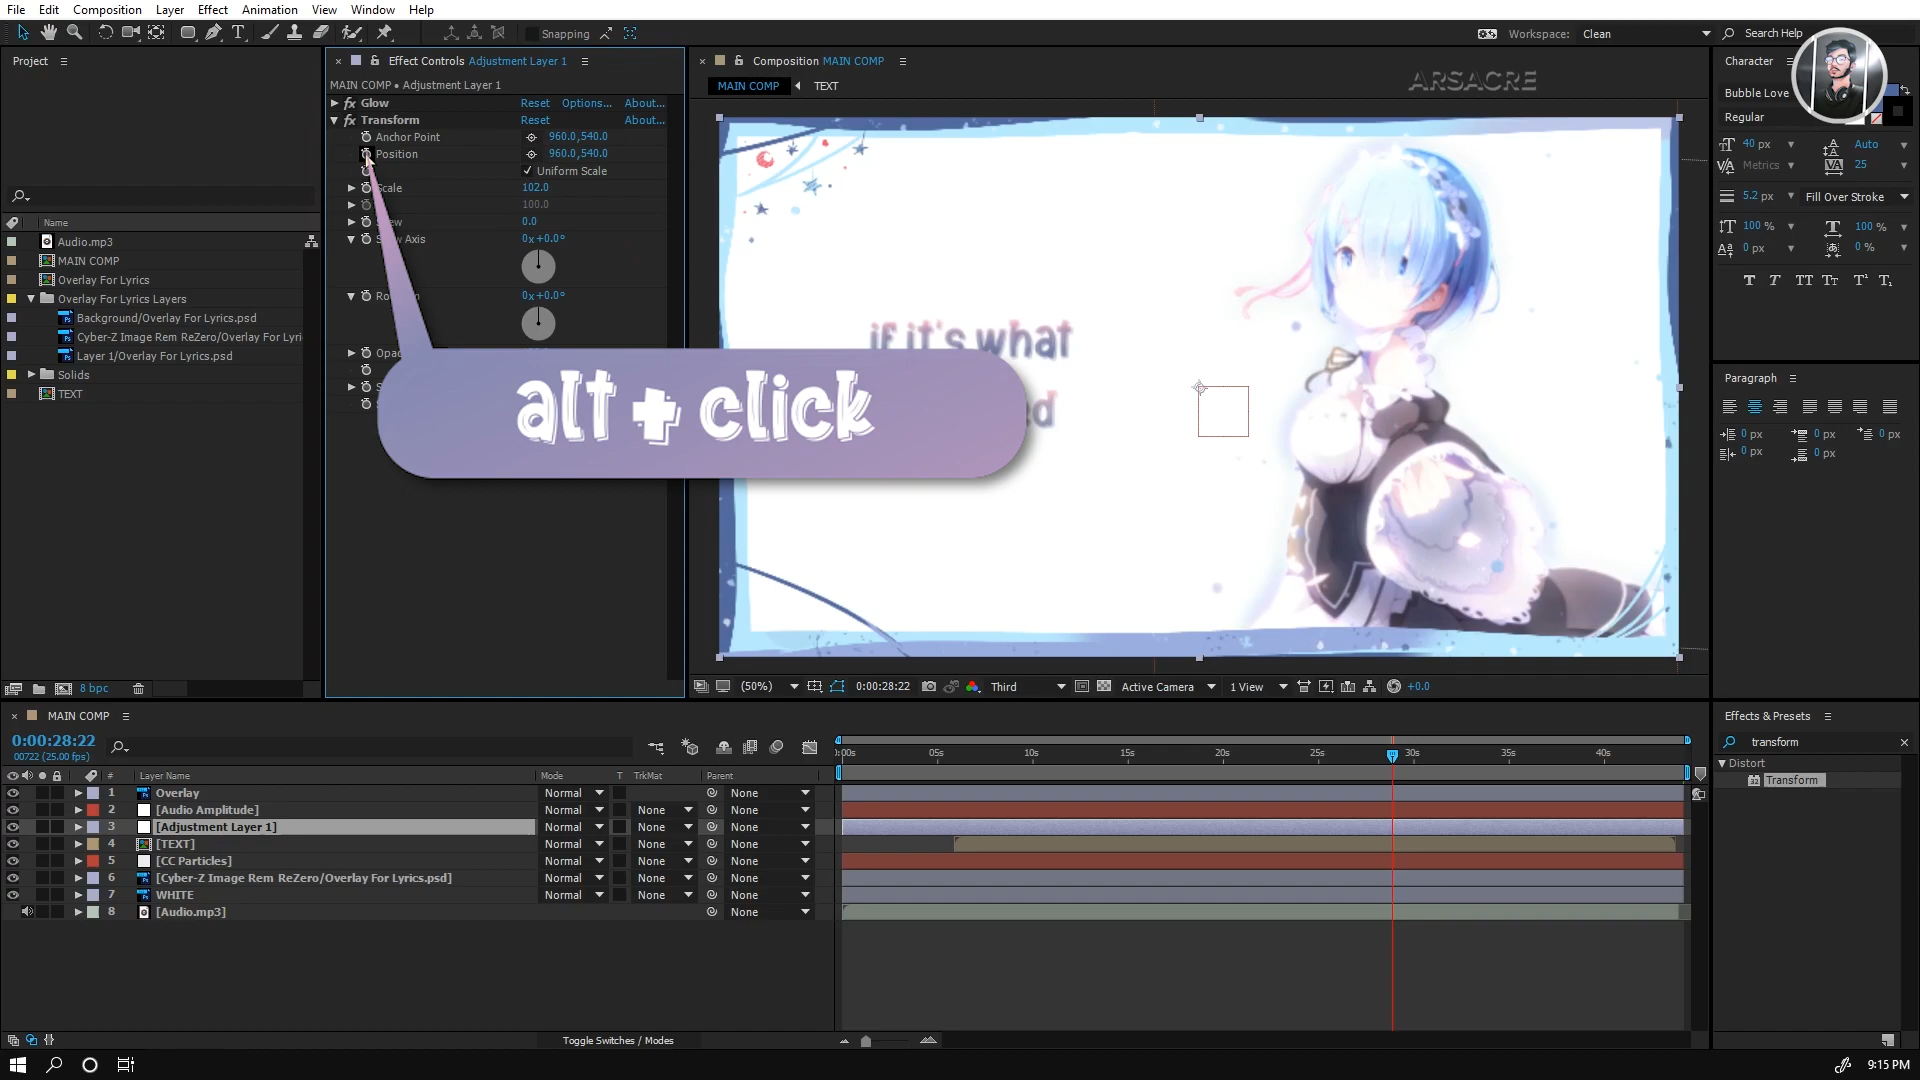 File Edit Composition Layer Effect Animation View Window Help
Snapping
Workspace: Clean
Search Help
Project
Name
Audio.mp3
MAIN COMP
Overlay For Lyrics
Overlay For Lyrics Layers
Background/Overlay For Lyrics.psd
Cyber-Z Image Rem ReZero/Overlay For Lyri
Layer 1/Overlay For Lyrics.psd
Solids
TEXT
8 bpc
Effect Controls Adjustment Layer 1
MAIN COMP • Adjustment Layer 1
fx Glow Reset Options... About...
fx Transform Reset About...
Anchor Point 960.0,540.0
Position 960.0,540.0
Uniform Scale
Scale 102.0
100.0
0.0
Axis 0x+0.0°
0x+0.0°
alt + click
Composition MAIN COMP
MAIN COMP TEXT
ARSACRE
if it's what
(50%) 0:00:28:22 Third Active Camera 1 View +0.0
Character
Bubble Love
Regular
40 px Auto
Metrics 25
5.2 px Fill Over Stroke
100 % 100 %
0 px 0 %
T T TT Tr T¹ T₁
Paragraph
0 px 0 px 0 px
0 px 0 px
MAIN COMP
0:00:28:22
00722 (25.00 fps)
:00s 05s 10s 15s 20s 25s 30s 35s 40s
# Layer Name Mode T TrkMat Parent
1 Overlay Normal None
2 [Audio Amplitude] Normal None None
3 [Adjustment Layer 1] Normal None None
4 [TEXT] Normal None None
5 [CC Particles] Normal None None
6 [Cyber-Z Image Rem ReZero/Overlay For Lyrics.psd] Normal None None
7 WHITE Normal None None
8 [Audio.mp3] None
Toggle Switches / Modes
Effects & Presets
transform
Distort
32 Transform
9:15 PM